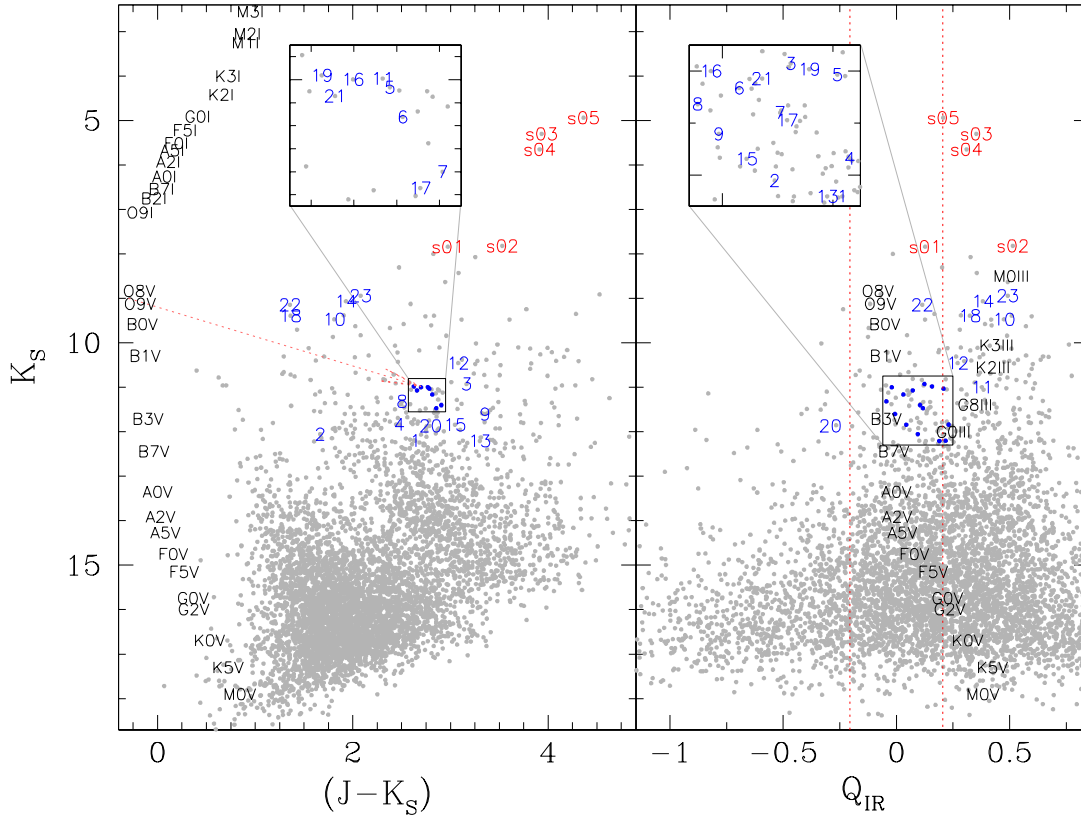 M3I
M2I
M1I
K3I
K2I
G0I
F5I
F0I
A5I
A2I
A0I
B7I
B2I
O9I
19
16
11
5
21
6
7
17
s05
s03
s04
s01
s02
O8V
O9V
B0V
B1V
B3V
B7V
A0V
A2V
A5V
F0V
F5V
G0V
G2V
K0V
K5V
M0V
22
18
14
23
10
12
3
8
9
4
20
15
2
1
13
5
10
15
K_S
0
2
4
(J−K_S)
16
3
19
5
21
6
8
7
17
9
15
4
2
131
s05
s03
s04
s01
s02
M0III
O8V
O9V
22
14
23
18
10
B0V
K3III
B1V
12
K2III
11
G8III
B3V
20
G0III
B7V
A0V
A2V
A5V
F0V
F5V
G0V
G2V
K0V
K5V
M0V
−1
−0.5
0
0.5
Q_IR